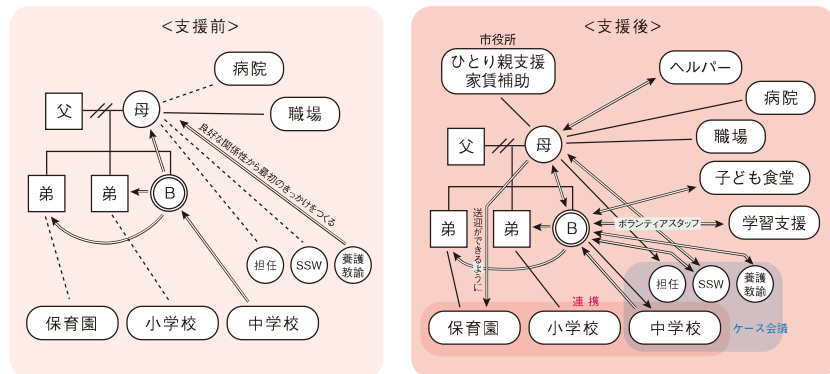 <支援前>
病院
父
母
職場
良好な関係性から最初のきっかけをつくる
弟
弟
B
担任
SSW
養護
教諭
保育園
小学校
中学校
<支援後>
市役所
ひとり親支援
家賃補助
ヘルパー
病院
父
母
職場
子ども食堂
弟
弟
B
送迎ができるように
ボランティアスタッフ
学習支援
担任
SSW
養護
教諭
連携
保育園
小学校
中学校
ケース会議